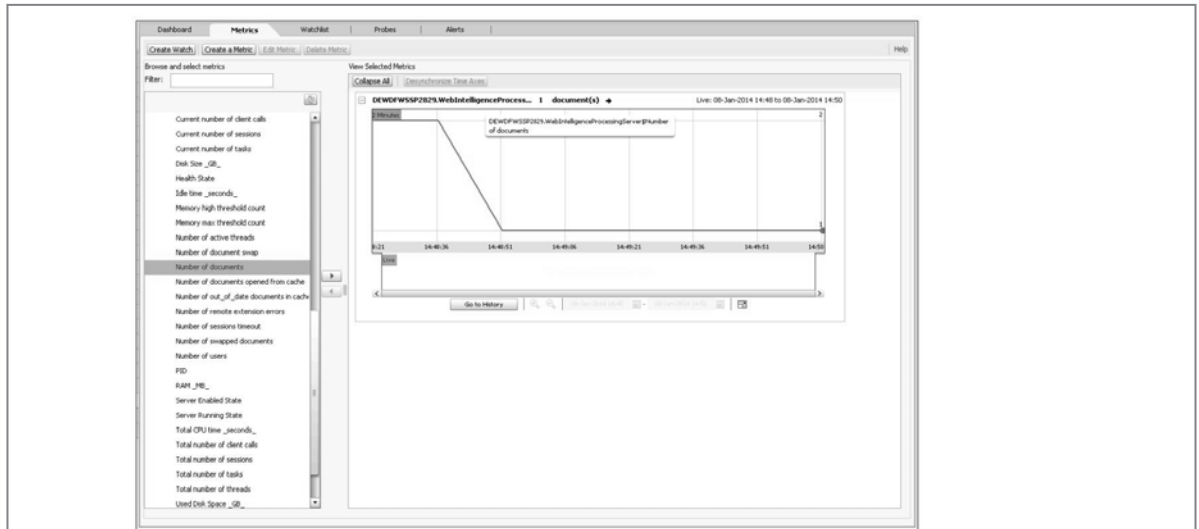 Dashboard Metrics Watchlist Probes Alerts
Create Watch Create a Metric Edit Metric Delete Metric Help
Browse and select metrics
Filter:
View Selected Metrics
Collapse All Desynchronize Time Axes
DEWDFWSSP2829.WebIntelligenceProcess... 1 document(s) Live: 08-Jan-2014 14:48 to 08-Jan-2014 14:50
2 Minutes
2
DEWDFWSSP2829.WebIntelligenceProcessingServer$Number
of documents
1
8:21 14:48:36 14:48:51 14:49:06 14:49:21 14:49:36 14:49:51 14:50
Live
Go to History
Current number of client calls
Current number of sessions
Current number of tasks
Disk Size _GB_
Health State
Idle time _seconds_
Memory high threshold count
Memory max threshold count
Number of active threads
Number of document swap
Number of documents
Number of documents opened from cache
Number of out_of_date documents in cache
Number of remote extension errors
Number of sessions timeout
Number of swapped documents
Number of users
PID
RAM _MB_
Server Enabled State
Server Running State
Total CPU time _seconds_
Total number of client calls
Total number of sessions
Total number of tasks
Total number of threads
Used Disk Space _GB_